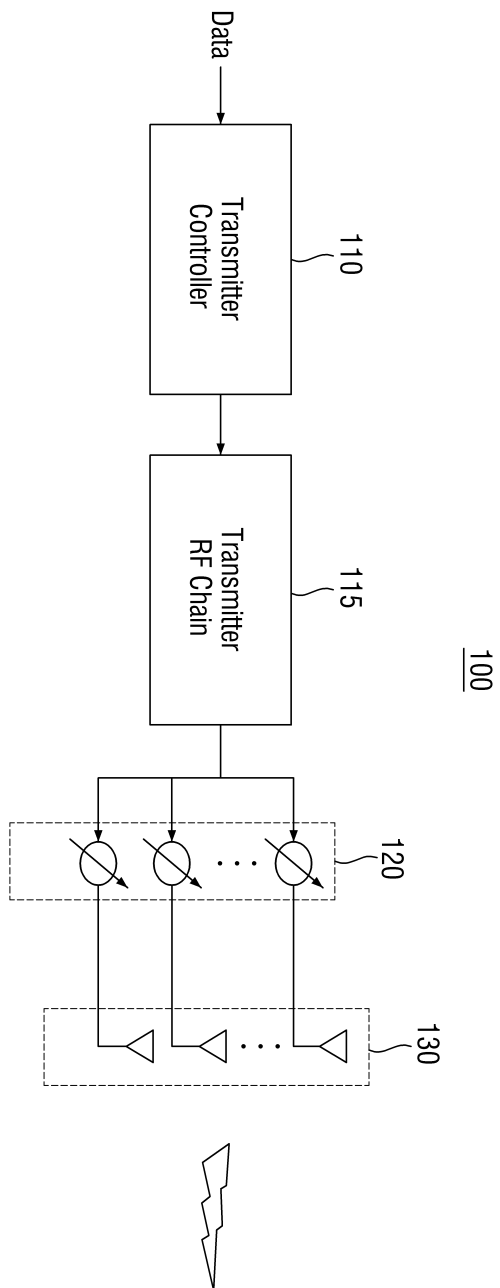 100
Data
110
Transmitter
Controller
115
Transmitter
RF Chain
120
130